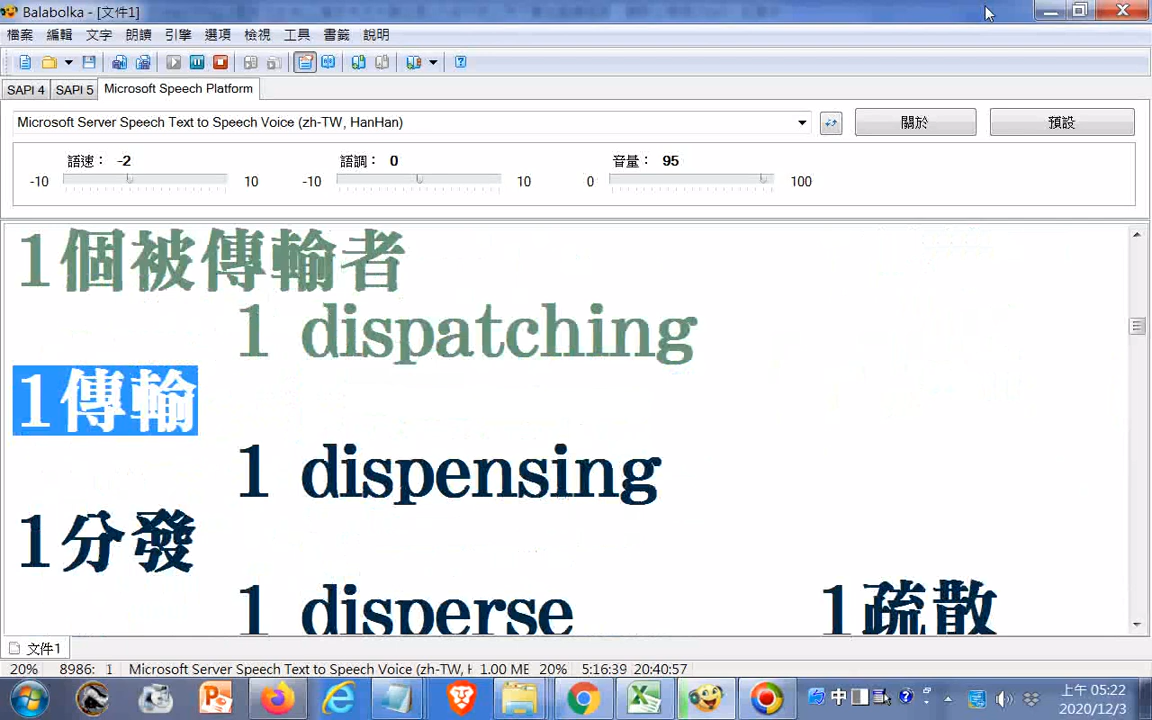 Balabolka - [文件1]
檔案 編輯 文字 朗讀 引擎 選項 檢視 工具 書籤 說明
SAPI 4 SAPI 5 Microsoft Speech Platform
Microsoft Server Speech Text to Speech Voice (zh-TW, HanHan) 關於 預設
語速： -2 語調： 0 音量： 95
-10 10 -10 10 0 100
1個被傳輸者
1 dispatching
1傳輸
1 dispensing
1分發
1 disperse 1疏散
文件1
20% 8986: 1 Microsoft Server Speech Text to Speech Voice (zh-TW, H 1.00 ME 20% 5:16:39 20:40:57
中 上午 05:22
2020/12/3